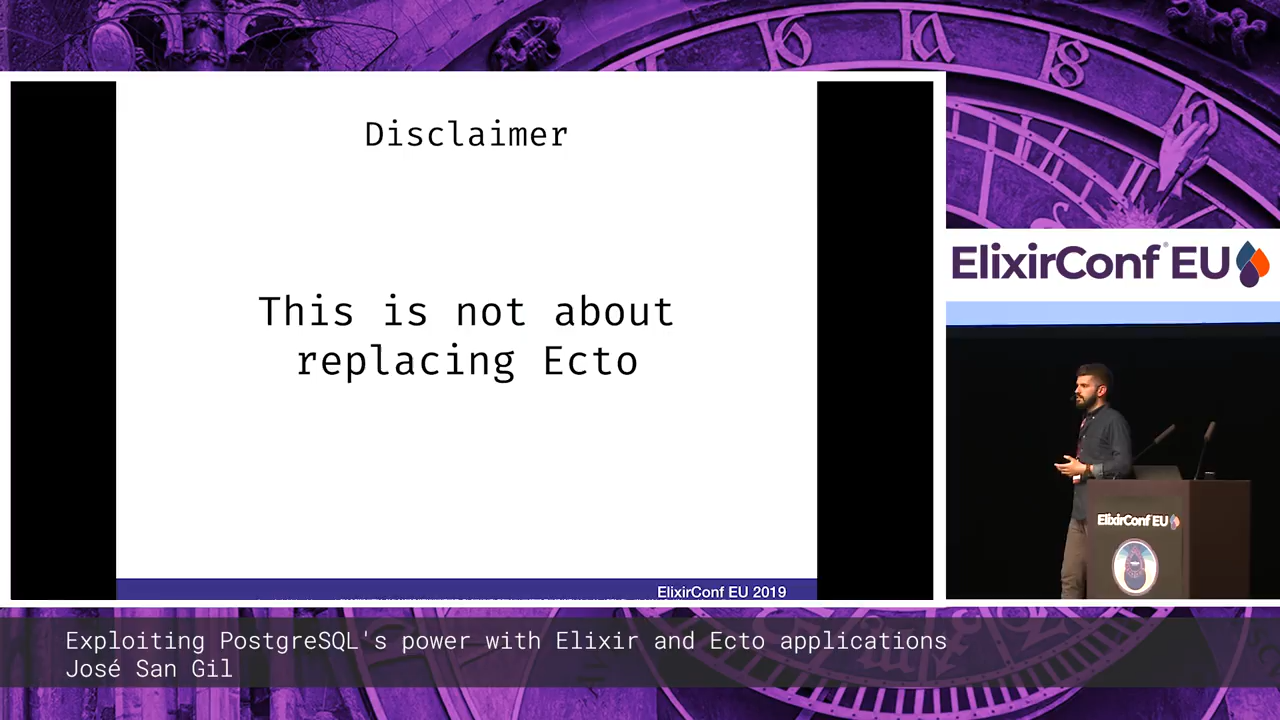 Disclaimer
This is not about
replacing Ecto
ElixirConf EU 2019
ElixirConf® EU
ElixirConf EU
Exploiting PostgreSQL's power with Elixir and Ecto applications
José San Gil